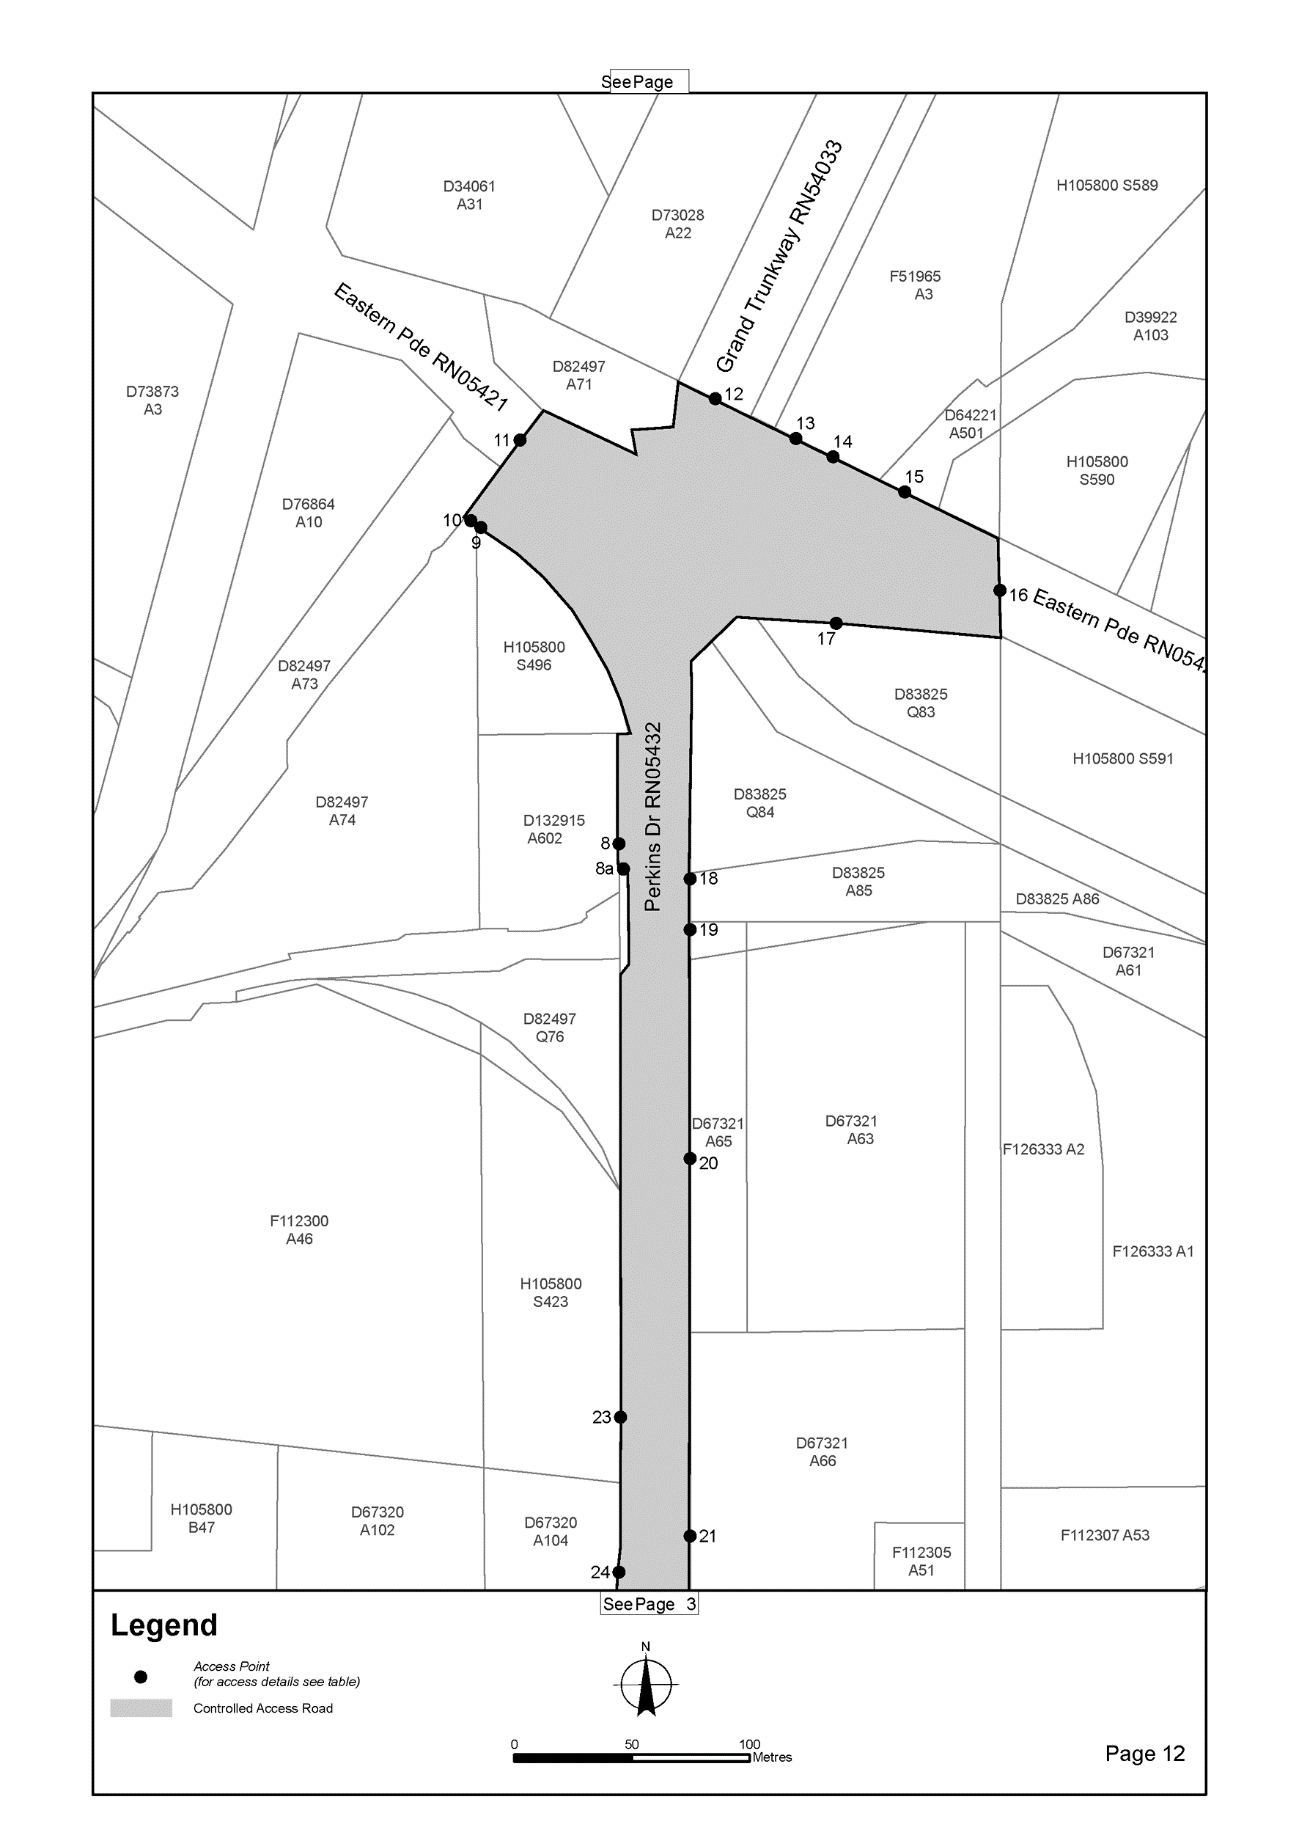 See Page
D34061
A31
D73028
A22
Grand Trunkway RN54033
H105800 S589
F51965
A3
D39922
A103
Eastern Pde RN05421
D82497
A71
D73873
A3
12
D64221
A501
13
11
14
H105800
S590
15
D76864
A10
10
9
16
Eastern Pde RN054
17
H105800
S496
D82497
A73
D83825
Q83
Perkins Dr RN05432
H105800 S591
D82497
A74
D83825
Q84
D132915
A602
8
8a
18
D83825
A85
D83825 A86
19
D67321
A61
D82497
Q76
D67321
A65
D67321
A63
F126333 A2
20
F112300
A46
F126333 A1
H105800
S423
23
D67321
A66
H105800
B47
D67320
A102
D67320
A104
21
F112307 A53
F112305
A51
24
See Page 3
Legend
Access Point
(for access details see table)
Controlled Access Road
N
0 50 100
Metres
Page 12